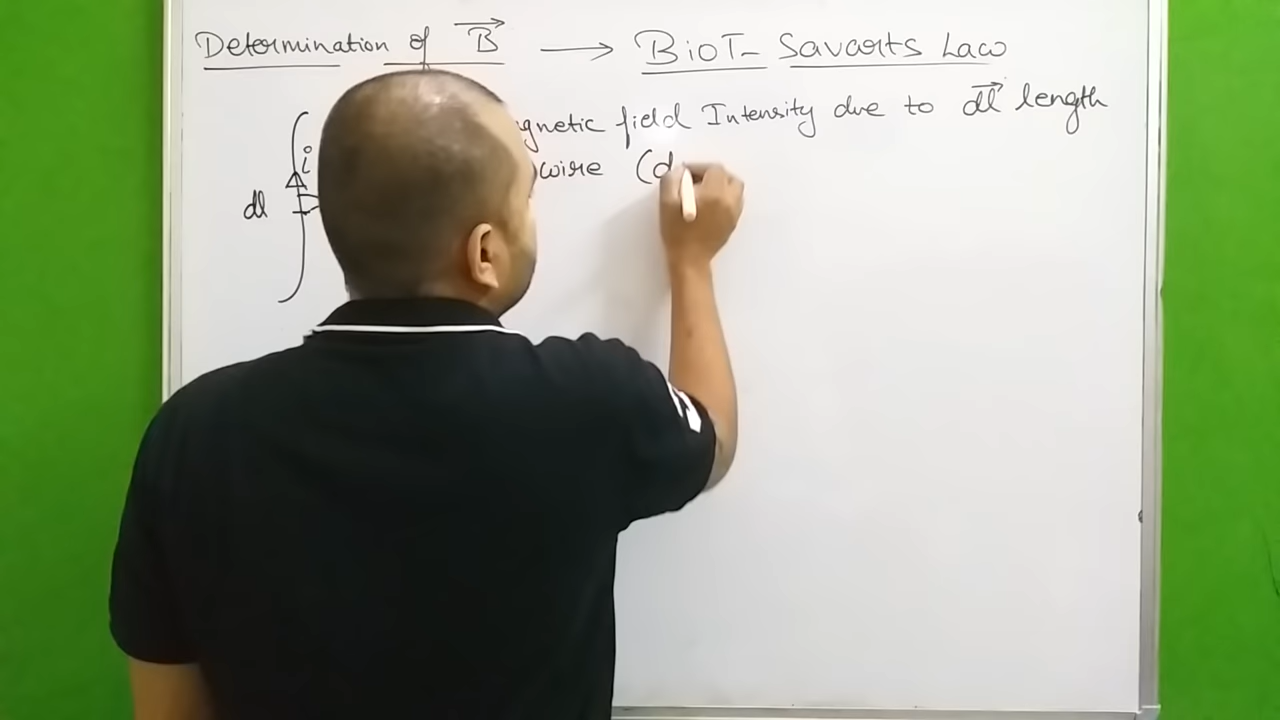 Determination of B → BioT- Savarts Law
gnetic field Intensity due to dl length
wire (d
i
dl